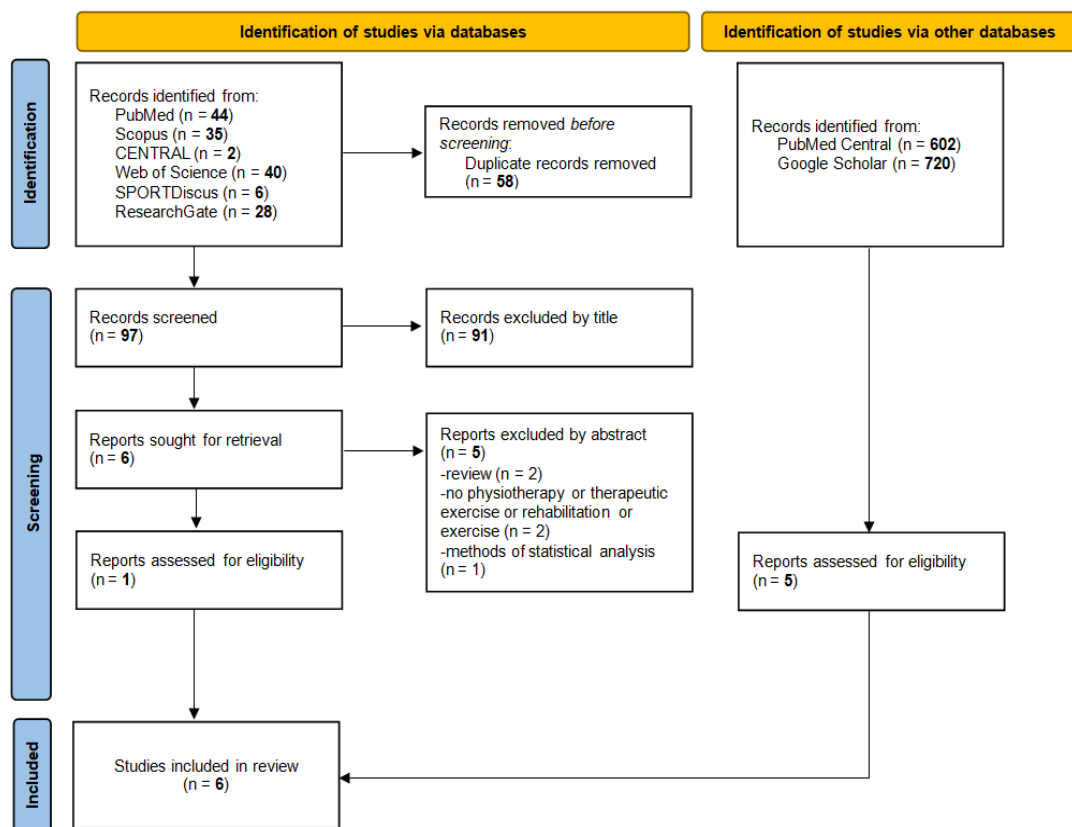 Identification of studies via databases
Identification of studies via other databases
Identification
Records identified from:
PubMed (n = 44)
Scopus (n = 35)
CENTRAL (n = 2)
Web of Science (n = 40)
SPORTDiscus (n = 6)
ResearchGate (n = 28)
Records removed before
screening:
Duplicate records removed
(n = 58)
Records identified from:
PubMed Central (n = 602)
Google Scholar (n = 720)
Screening
Records screened
(n = 97)
Records excluded by title
(n = 91)
Reports sought for retrieval
(n = 6)
Reports excluded by abstract
(n = 5)
-review (n = 2)
-no physiotherapy or therapeutic
exercise or rehabilitation or
exercise (n = 2)
-methods of statistical analysis
(n = 1)
Reports assessed for eligibility
(n = 1)
Reports assessed for eligibility
(n = 5)
Included
Studies included in review
(n = 6)